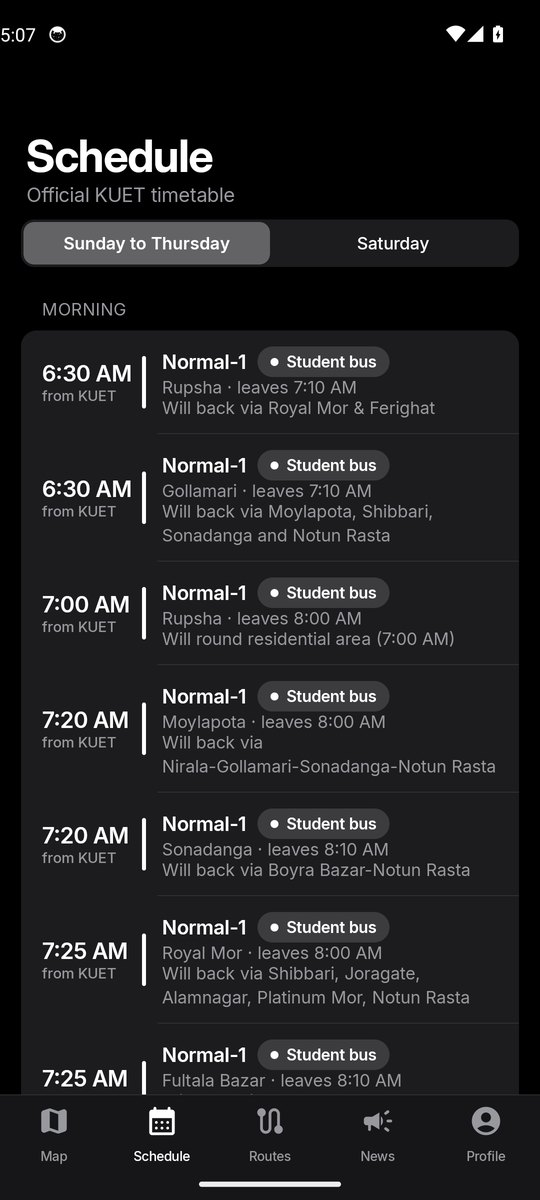 5:07
Schedule
Official KUET timetable
Sunday to Thursday
Saturday
MORNING
6:30 AM
from KUET
Normal-1
Student bus
Rupsha · leaves 7:10 AM
Will back via Royal Mor & Ferighat
6:30 AM
from KUET
Normal-1
Student bus
Gollamari · leaves 7:10 AM
Will back via Moylapota, Shibbari,
Sonadanga and Notun Rasta
7:00 AM
from KUET
Normal-1
Student bus
Rupsha · leaves 8:00 AM
Will round residential area (7:00 AM)
7:20 AM
from KUET
Normal-1
Student bus
Moylapota · leaves 8:00 AM
Will back via
Nirala-Gollamari-Sonadanga-Notun Rasta
7:20 AM
from KUET
Normal-1
Student bus
Sonadanga · leaves 8:10 AM
Will back via Boyra Bazar-Notun Rasta
7:25 AM
from KUET
Normal-1
Student bus
Royal Mor · leaves 8:00 AM
Will back via Shibbari, Joragate,
Alamnagar, Platinum Mor, Notun Rasta
7:25 AM
Normal-1
Student bus
Fultala Bazar · leaves 8:10 AM
Map
Schedule
Routes
News
Profile